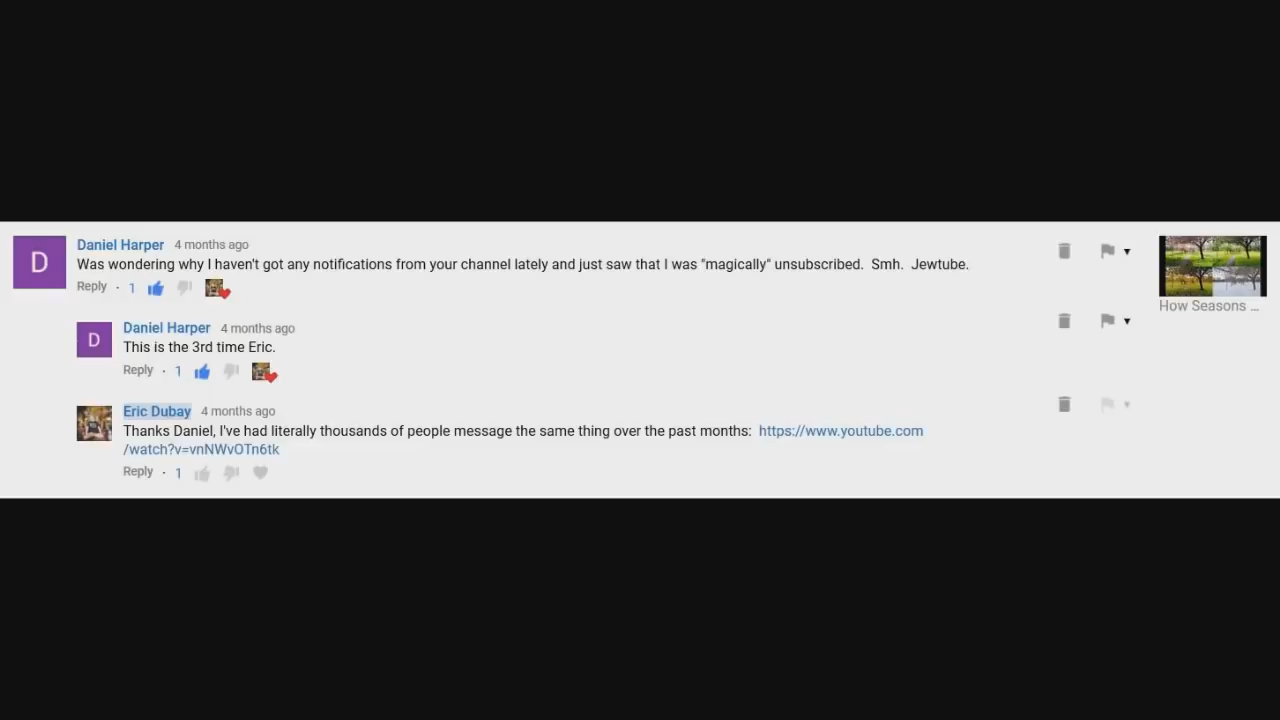 D
Daniel Harper 4 months ago
Was wondering why I haven't got any notifications from your channel lately and just saw that I was "magically" unsubscribed. Smh. Jewtube.
Reply · 1
How Seasons ...
D
Daniel Harper 4 months ago
This is the 3rd time Eric.
Reply · 1
Eric Dubay 4 months ago
Thanks Daniel, I've had literally thousands of people message the same thing over the past months: https://www.youtube.com
/watch?v=vnNWvOTn6tk
Reply · 1